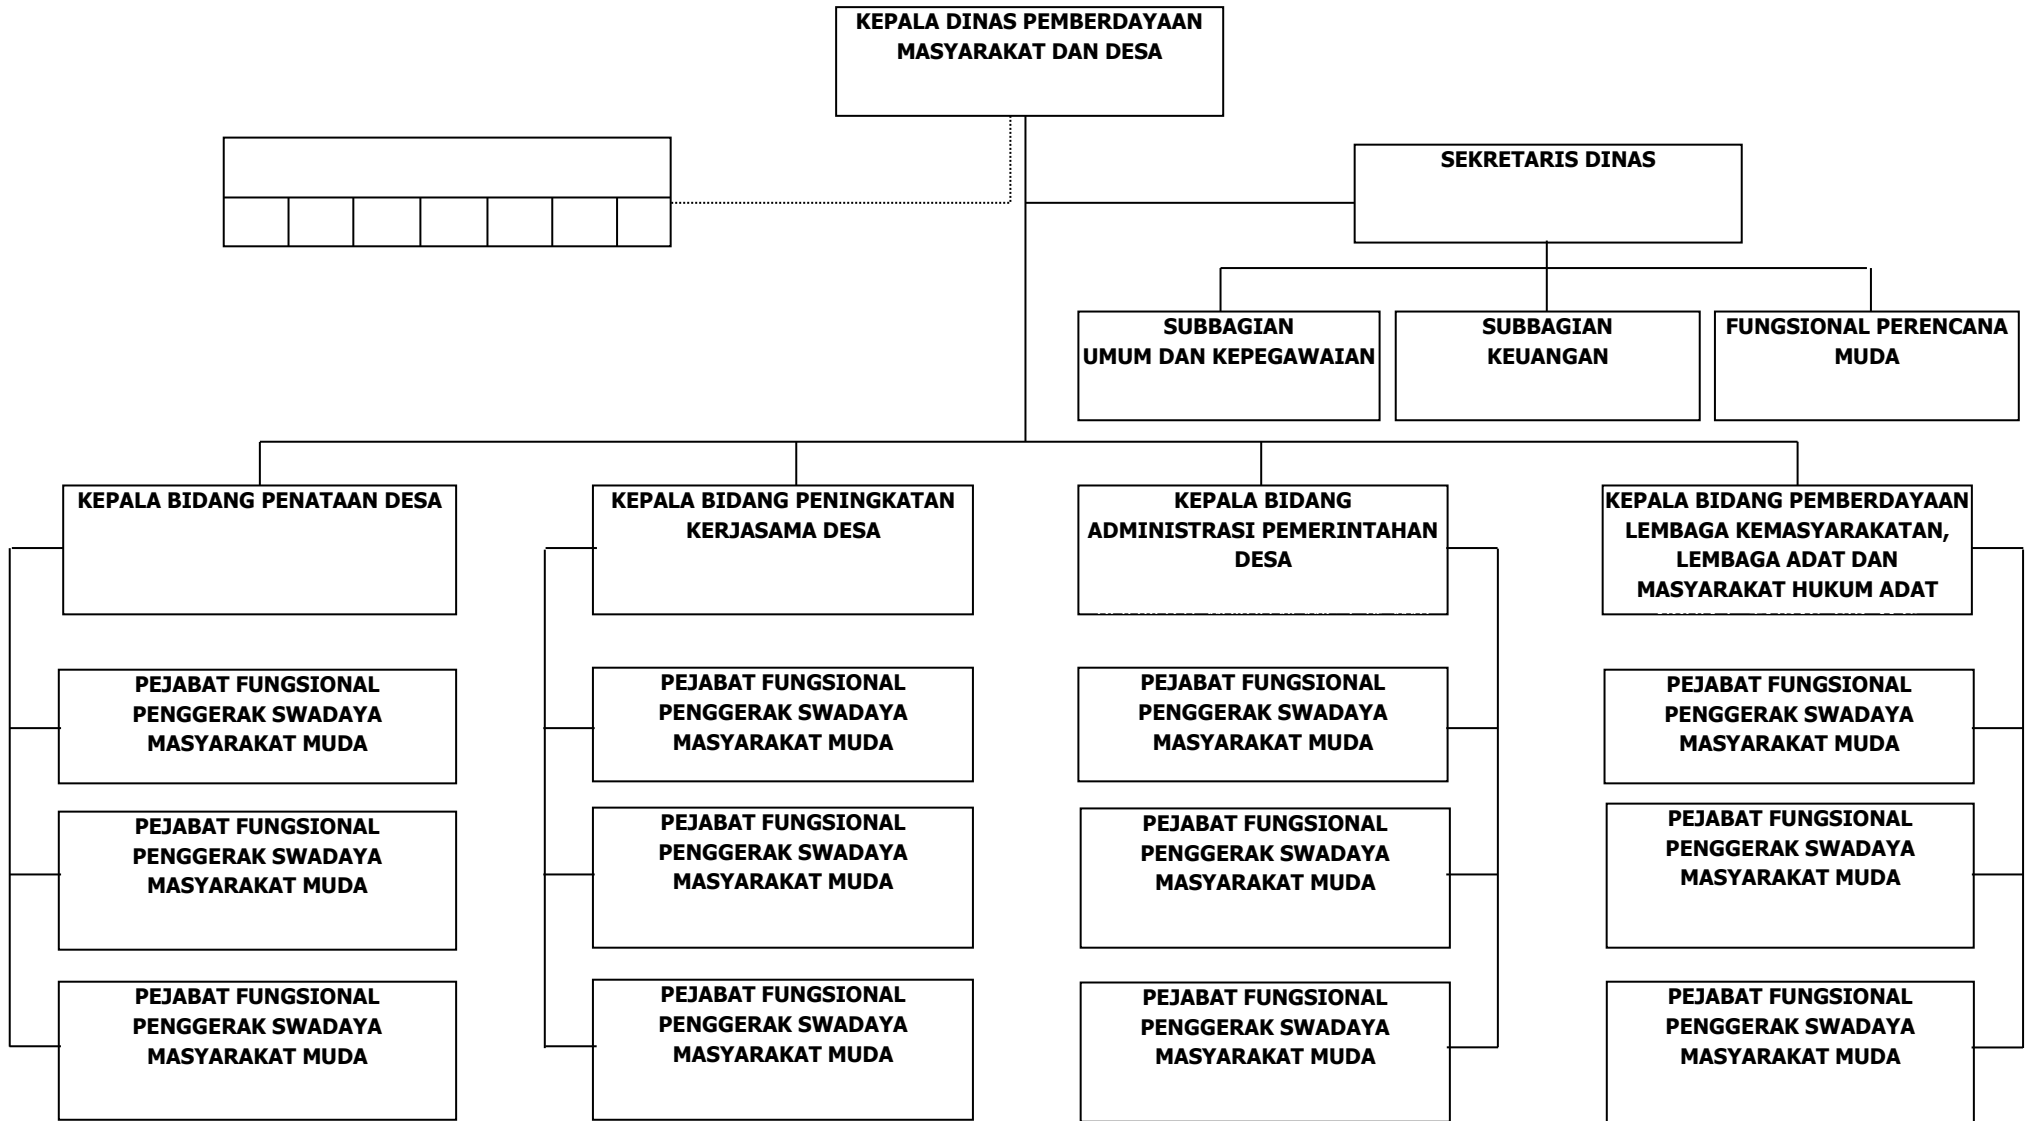 KEPALA DINAS PEMBERDAYAAN
MASYARAKAT DAN DESA
SEKRETARIS DINAS
SUBBAGIAN
UMUM DAN KEPEGAWAIAN
SUBBAGIAN
KEUANGAN
FUNGSIONAL PERENCANA
MUDA
KEPALA BIDANG PENATAAN DESA
KEPALA BIDANG PENINGKATAN
KERJASAMA DESA
KEPALA BIDANG
ADMINISTRASI PEMERINTAHAN
DESA
KEPALA BIDANG PEMBERDAYAAN
LEMBAGA KEMASYARAKATAN,
LEMBAGA ADAT DAN
MASYARAKAT HUKUM ADAT
PEJABAT FUNGSIONAL
PENGGERAK SWADAYA
MASYARAKAT MUDA
PEJABAT FUNGSIONAL
PENGGERAK SWADAYA
MASYARAKAT MUDA
PEJABAT FUNGSIONAL
PENGGERAK SWADAYA
MASYARAKAT MUDA
PEJABAT FUNGSIONAL
PENGGERAK SWADAYA
MASYARAKAT MUDA
PEJABAT FUNGSIONAL
PENGGERAK SWADAYA
MASYARAKAT MUDA
PEJABAT FUNGSIONAL
PENGGERAK SWADAYA
MASYARAKAT MUDA
PEJABAT FUNGSIONAL
PENGGERAK SWADAYA
MASYARAKAT MUDA
PEJABAT FUNGSIONAL
PENGGERAK SWADAYA
MASYARAKAT MUDA
PEJABAT FUNGSIONAL
PENGGERAK SWADAYA
MASYARAKAT MUDA
PEJABAT FUNGSIONAL
PENGGERAK SWADAYA
MASYARAKAT MUDA
PEJABAT FUNGSIONAL
PENGGERAK SWADAYA
MASYARAKAT MUDA
PEJABAT FUNGSIONAL
PENGGERAK SWADAYA
MASYARAKAT MUDA